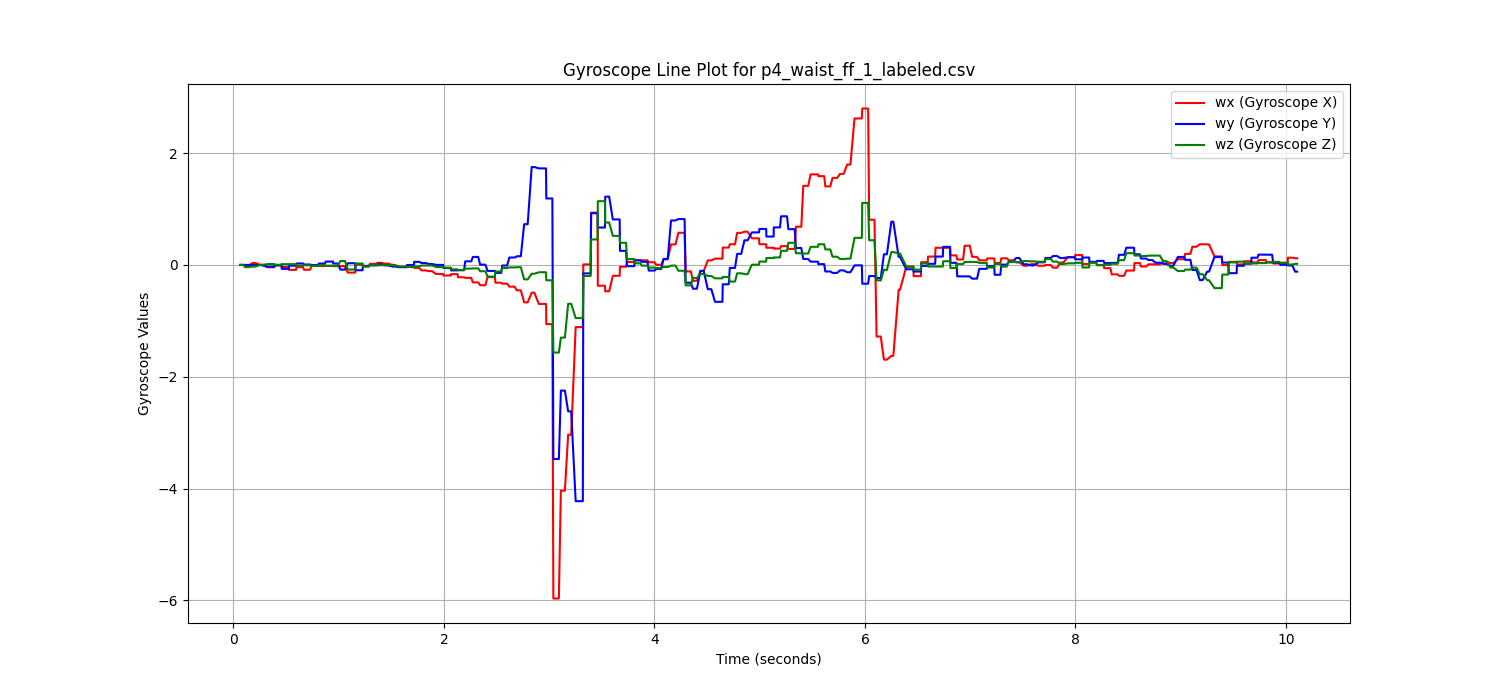 Gyroscope Line Plot for p4_waist_ff_1_labeled.csv
wx (Gyroscope X)
wy (Gyroscope Y)
wz (Gyroscope Z)
Gyroscope Values
2
0
−2
−4
−6
0 2 4 6 8 10
Time (seconds)